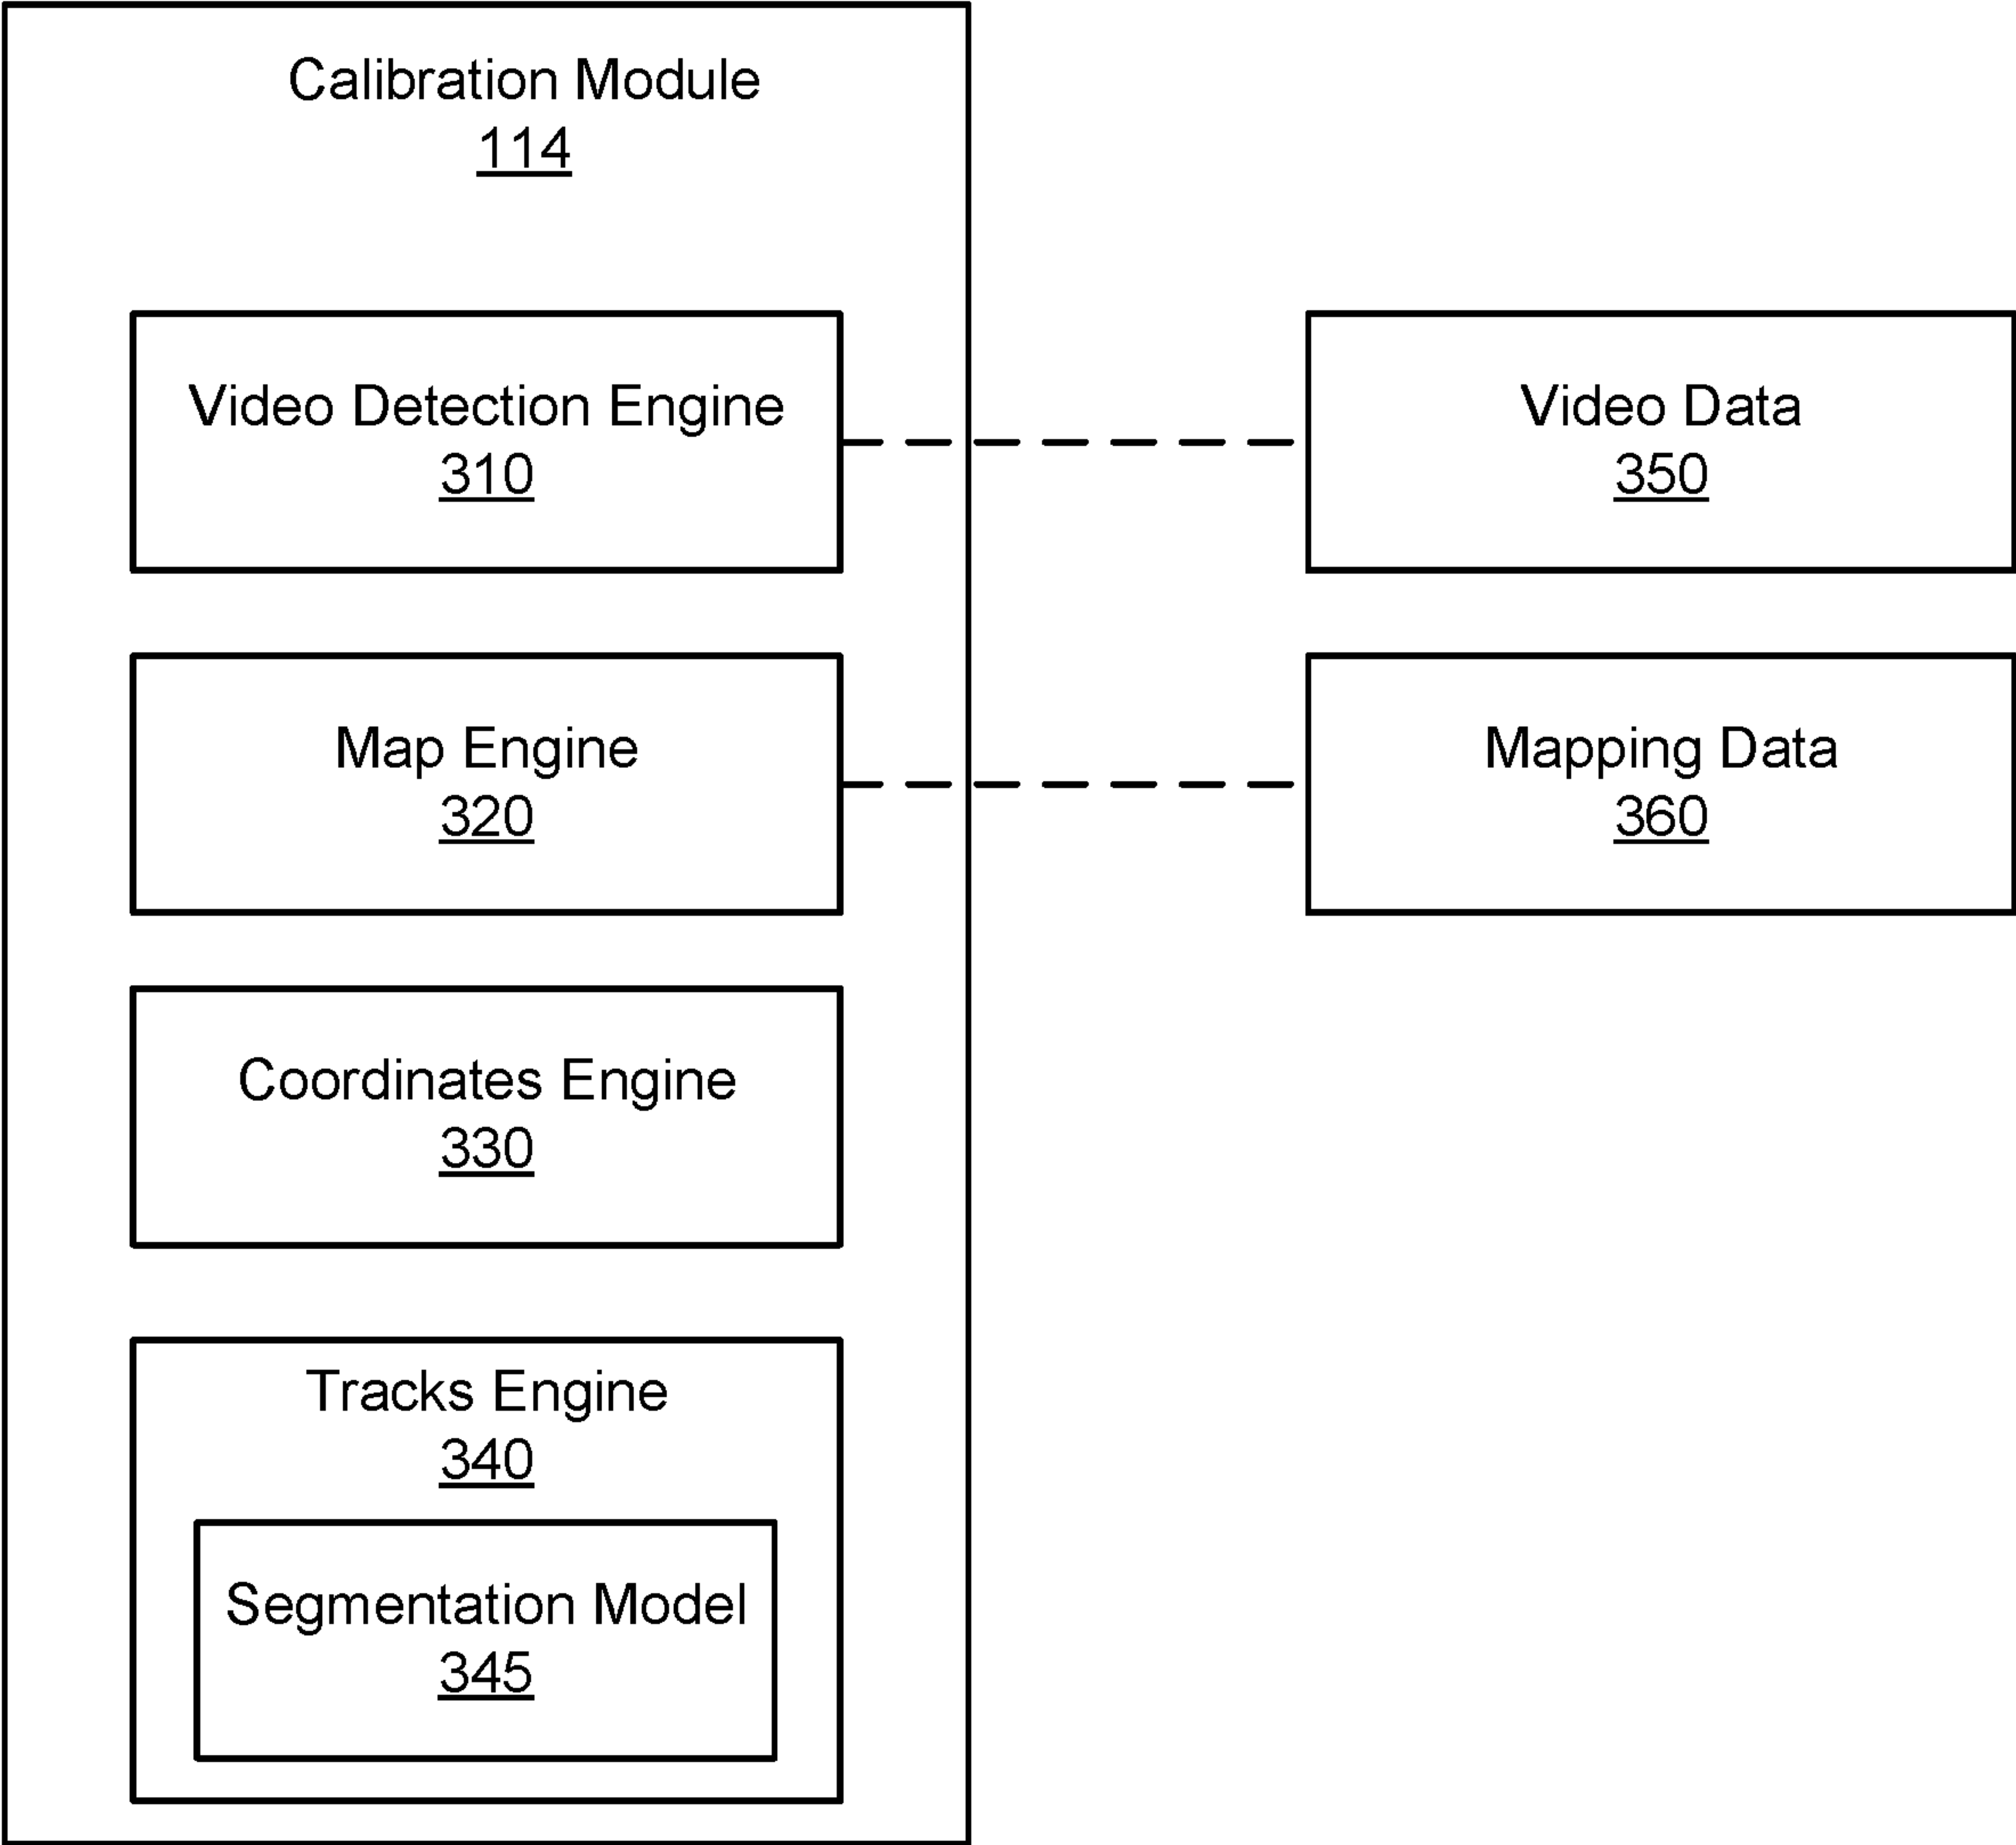 Calibration Module
114
Video Detection Engine
310
Video Data
350
Map Engine
320
Mapping Data
360
Coordinates Engine
330
Tracks Engine
340
Segmentation Model
345